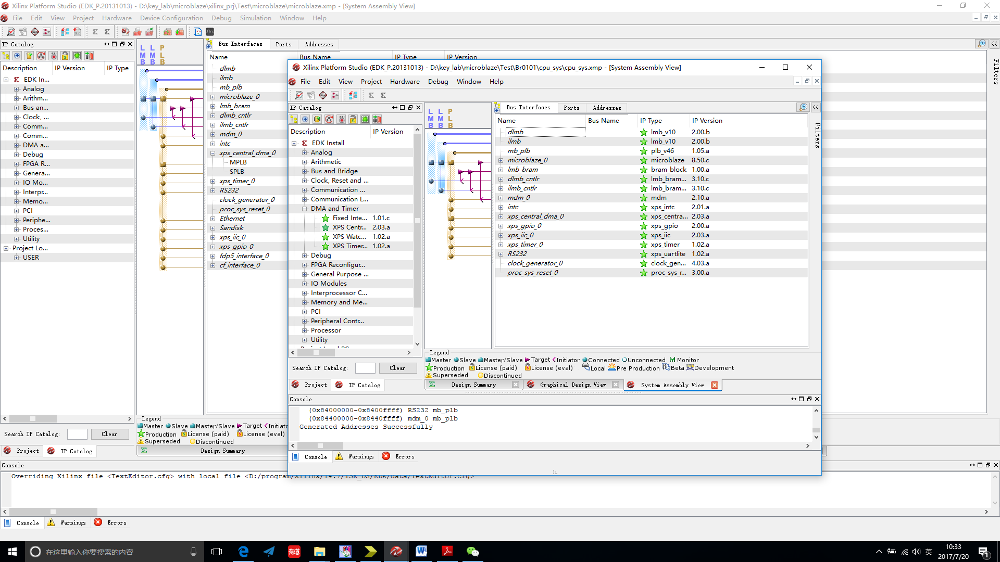 Xilinx Platform Studio (EDK_P.20131013) - D:\key_lab\microblaze\xilinx_prj\Test\microblaze\microblaze.xmp - [System Assembly View]
File Edit View Project Hardware Device Configuration Debug Simulation Window Help
IP Catalog
Description IP Version IP Type
EDK In...
Analog
Arithm...
Bus an...
Clock, ...
Comm...
Comm...
DMA a...
Debug
FPGA R...
Genera...
IO Mo...
Interpr...
Memo...
PCI
Periphe...
Proces...
Utility
Project Lo...
USER
Search IP Catalog: Clear
Project IP Catalog
LMB LMB PLB
Bus Interfaces Ports Addresses
Name Bus Name IP Type IP Version
dlmb
ilmb
mb_plb
microblaze_0
lmb_bram
dlmb_cntlr
ilmb_cntlr
mdm_0
intc
xps_central_dma_0
MPLB
SPLB
xps_timer_0
RS232
clock_generator_0
proc_sys_reset_0
Ethernet
Sandisk
xps_iic_0
xps_gpio_0
fdp5_interface_0
cf_interface_0
Filters
Legend
Master Slave Master/Slave Target Initiator
Production License (paid) License (eval)
Superseded Discontinued
Design Summary
Xilinx Platform Studio (EDK_P.20131013) - D:\key_lab\microblaze\Test\Br0101\cpu_sys\cpu_sys.xmp - [System Assembly View]
File Edit View Project Hardware Debug Window Help
IP Catalog
Description IP Version
EDK Install
Analog
Arithmetic
Bus and Bridge
Clock, Reset and ...
Communication ...
Communication L...
DMA and Timer
Fixed Inte... 1.01.c
XPS Centr... 2.03.a
XPS Watc... 1.02.a
XPS Timer... 1.02.a
Debug
FPGA Reconfigur...
General Purpose ...
IO Modules
Interprocessor C...
Memory and Me...
PCI
Peripheral Contr...
Processor
Utility
Search IP Catalog: Clear
Project IP Catalog
LMB LMB PLB
Bus Interfaces Ports Addresses
Name Bus Name IP Type IP Version
dlmb lmb_v10 2.00.b
ilmb lmb_v10 2.00.b
mb_plb plb_v46 1.05.a
microblaze_0 microblaze 8.50.c
lmb_bram bram_block 1.00.a
dlmb_cntlr lmb_bram... 3.10.c
ilmb_cntlr lmb_bram... 3.10.c
mdm_0 mdm 2.10.a
intc xps_intc 2.01.a
xps_central_dma_0 xps_centra... 2.03.a
xps_gpio_0 xps_gpio 2.00.a
xps_iic_0 xps_iic 2.03.a
xps_timer_0 xps_timer 1.02.a
RS232 xps_uartlite 1.02.a
clock_generator_0 clock_gen... 4.03.a
proc_sys_reset_0 proc_sys_r... 3.00.a
Filters
Legend
Master Slave Master/Slave Target Initiator Connected Unconnected M Monitor
Production License (paid) License (eval) Local Pre Production Beta Development
Superseded Discontinued
Design Summary Graphical Design View System Assembly View
Console
(0x84000000-0x8400ffff) RS232 mb_plb
(0x84400000-0x8440ffff) mdm_0 mb_plb
Generated Addresses Successfully
Console Warnings Errors
Console
Overriding Xilinx file <TextEditor.cfg> with local file <D:/program/Xilinx/14.7/ISE_DS/EDK/data/TextEditor.cfg>
Console Warnings Errors
在这里输入你要搜索的内容
有道
英
10:33
2017/7/20
1